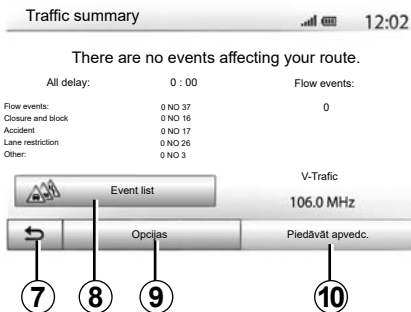 Traffic summary 12:02
There are no events affecting your route.
All delay: 0 : 00 Flow events:
Flow events: 0 NO 37 0
Closure and block 0 NO 16
Accident 0 NO 17
Lane restriction 0 NO 26
Other: 0 NO 3
Event list V-Trafic
106.0 MHz
Opcijas Piedāvāt apvedc.
7 8 9 10